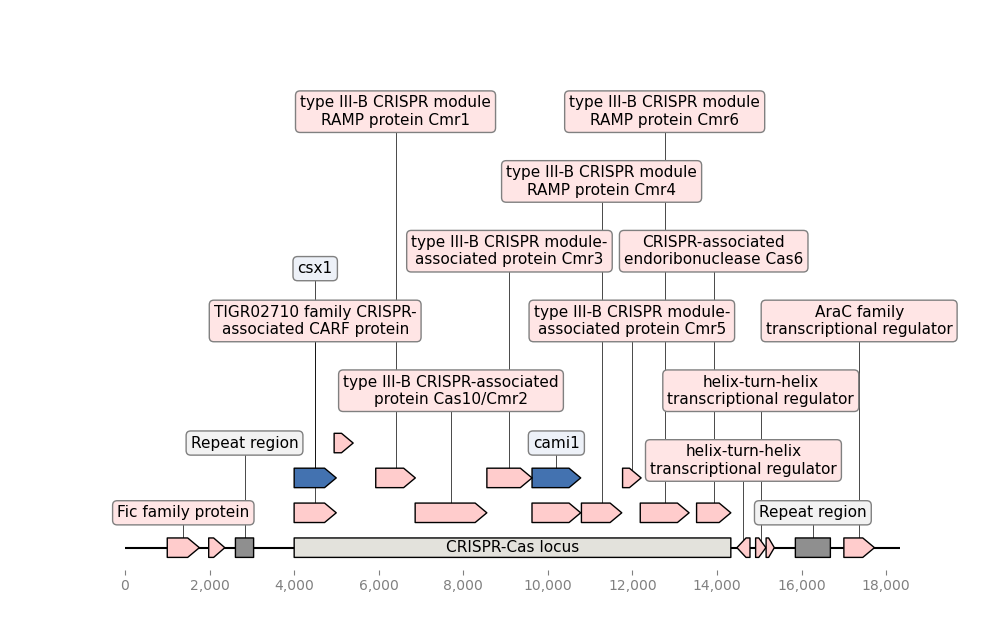 type III-B CRISPR module
RAMP protein Cmr1
type III-B CRISPR module
RAMP protein Cmr6
type III-B CRISPR module
RAMP protein Cmr4
type III-B CRISPR module-
associated protein Cmr3
CRISPR-associated
endoribonuclease Cas6
csx1
TIGR02710 family CRISPR-
associated CARF protein
type III-B CRISPR module-
associated protein Cmr5
AraC family
transcriptional regulator
type III-B CRISPR-associated
protein Cas10/Cmr2
helix-turn-helix
transcriptional regulator
Repeat region
cami1
helix-turn-helix
transcriptional regulator
Fic family protein
Repeat region
CRISPR-Cas locus
0 2,000 4,000 6,000 8,000 10,000 12,000 14,000 16,000 18,000